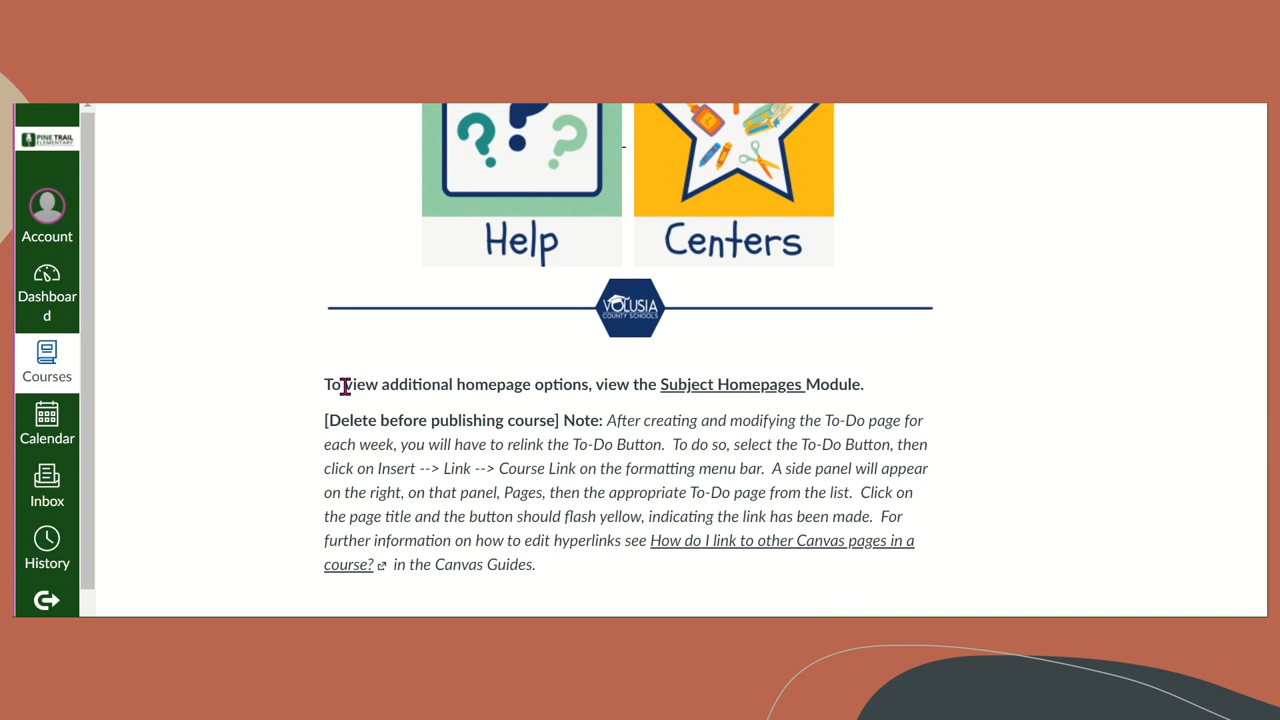 PINE TRAIL
ELEMENTARY
Account
Dashboar
d
Courses
Calendar
Inbox
History
? ? ?
Help
Centers
VOLUSIA
COUNTY SCHOOLS
To view additional homepage options, view the Subject Homepages Module.
[Delete before publishing course] Note: After creating and modifying the To-Do page for
each week, you will have to relink the To-Do Button. To do so, select the To-Do Button, then
click on Insert --> Link --> Course Link on the formatting menu bar. A side panel will appear
on the right, on that panel, Pages, then the appropriate To-Do page from the list. Click on
the page title and the button should flash yellow, indicating the link has been made. For
further information on how to edit hyperlinks see How do I link to other Canvas pages in a
course? in the Canvas Guides.